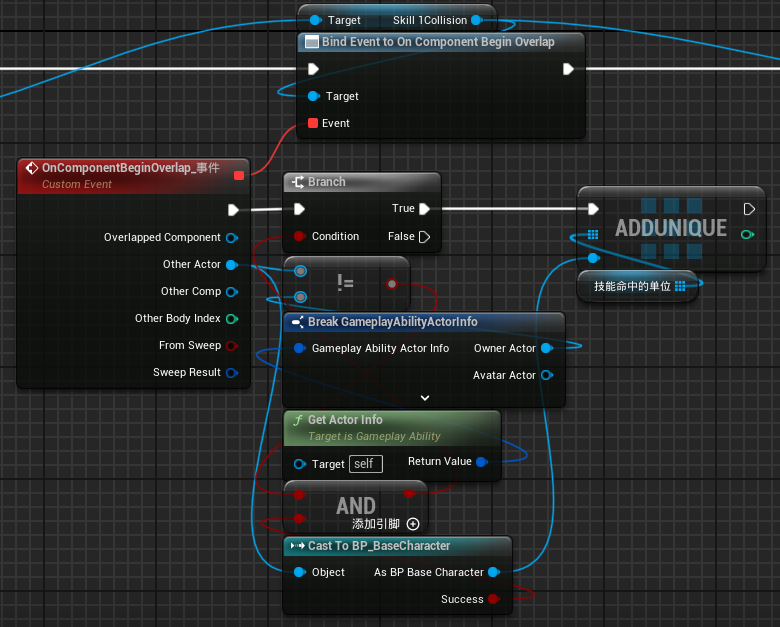 Target Skill 1Collision
Bind Event to On Component Begin Overlap
Target
Event
OnComponentBeginOverlap_事件
Custom Event
Overlapped Component
Other Actor
Other Comp
Other Body Index
From Sweep
Sweep Result
Branch
True
Condition False
!=
Break GameplayAbilityActorInfo
Gameplay Ability Actor Info Owner Actor
Avatar Actor
Get Actor Info
Target is Gameplay Ability
Target self Return Value
AND
添加引脚
Cast To BP_BaseCharacter
Object As BP Base Character
Success
ADDUNIQUE
技能命中的单位